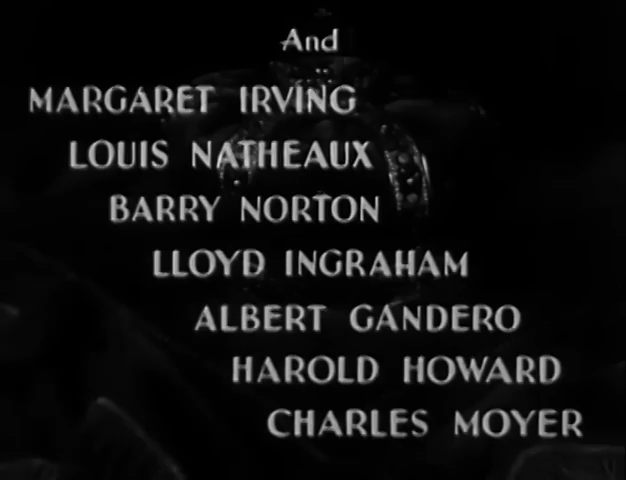 And
MARGARET IRVING
LOUIS NATHEAUX
BARRY NORTON
LLOYD INGRAHAM
ALBERT GANDERO
HAROLD HOWARD
CHARLES MOYER